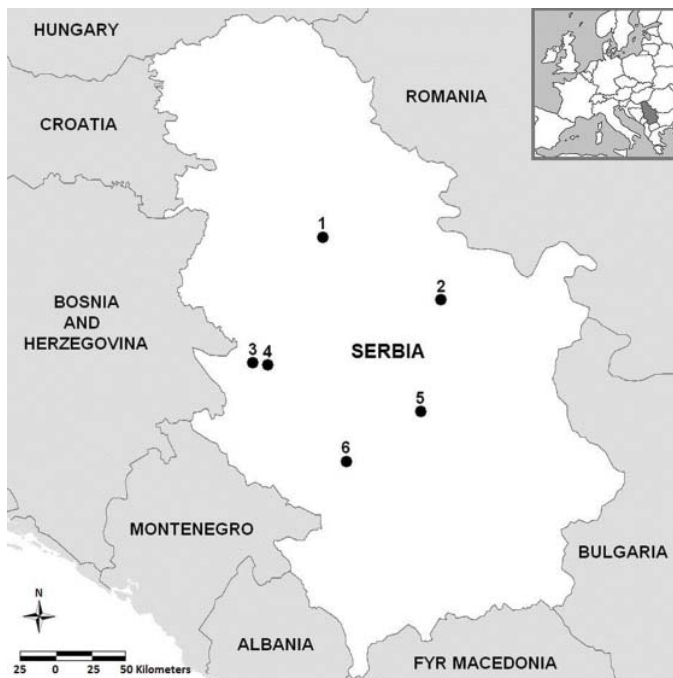 HUNGARY
ROMANIA
CROATIA
1
BOSNIA
AND
HERZEGOVINA
2
3 4
SERBIA
5
6
MONTENEGRO
BULGARIA
N
ALBANIA
FYR MACEDONIA
25 0 25 50 Kilometers